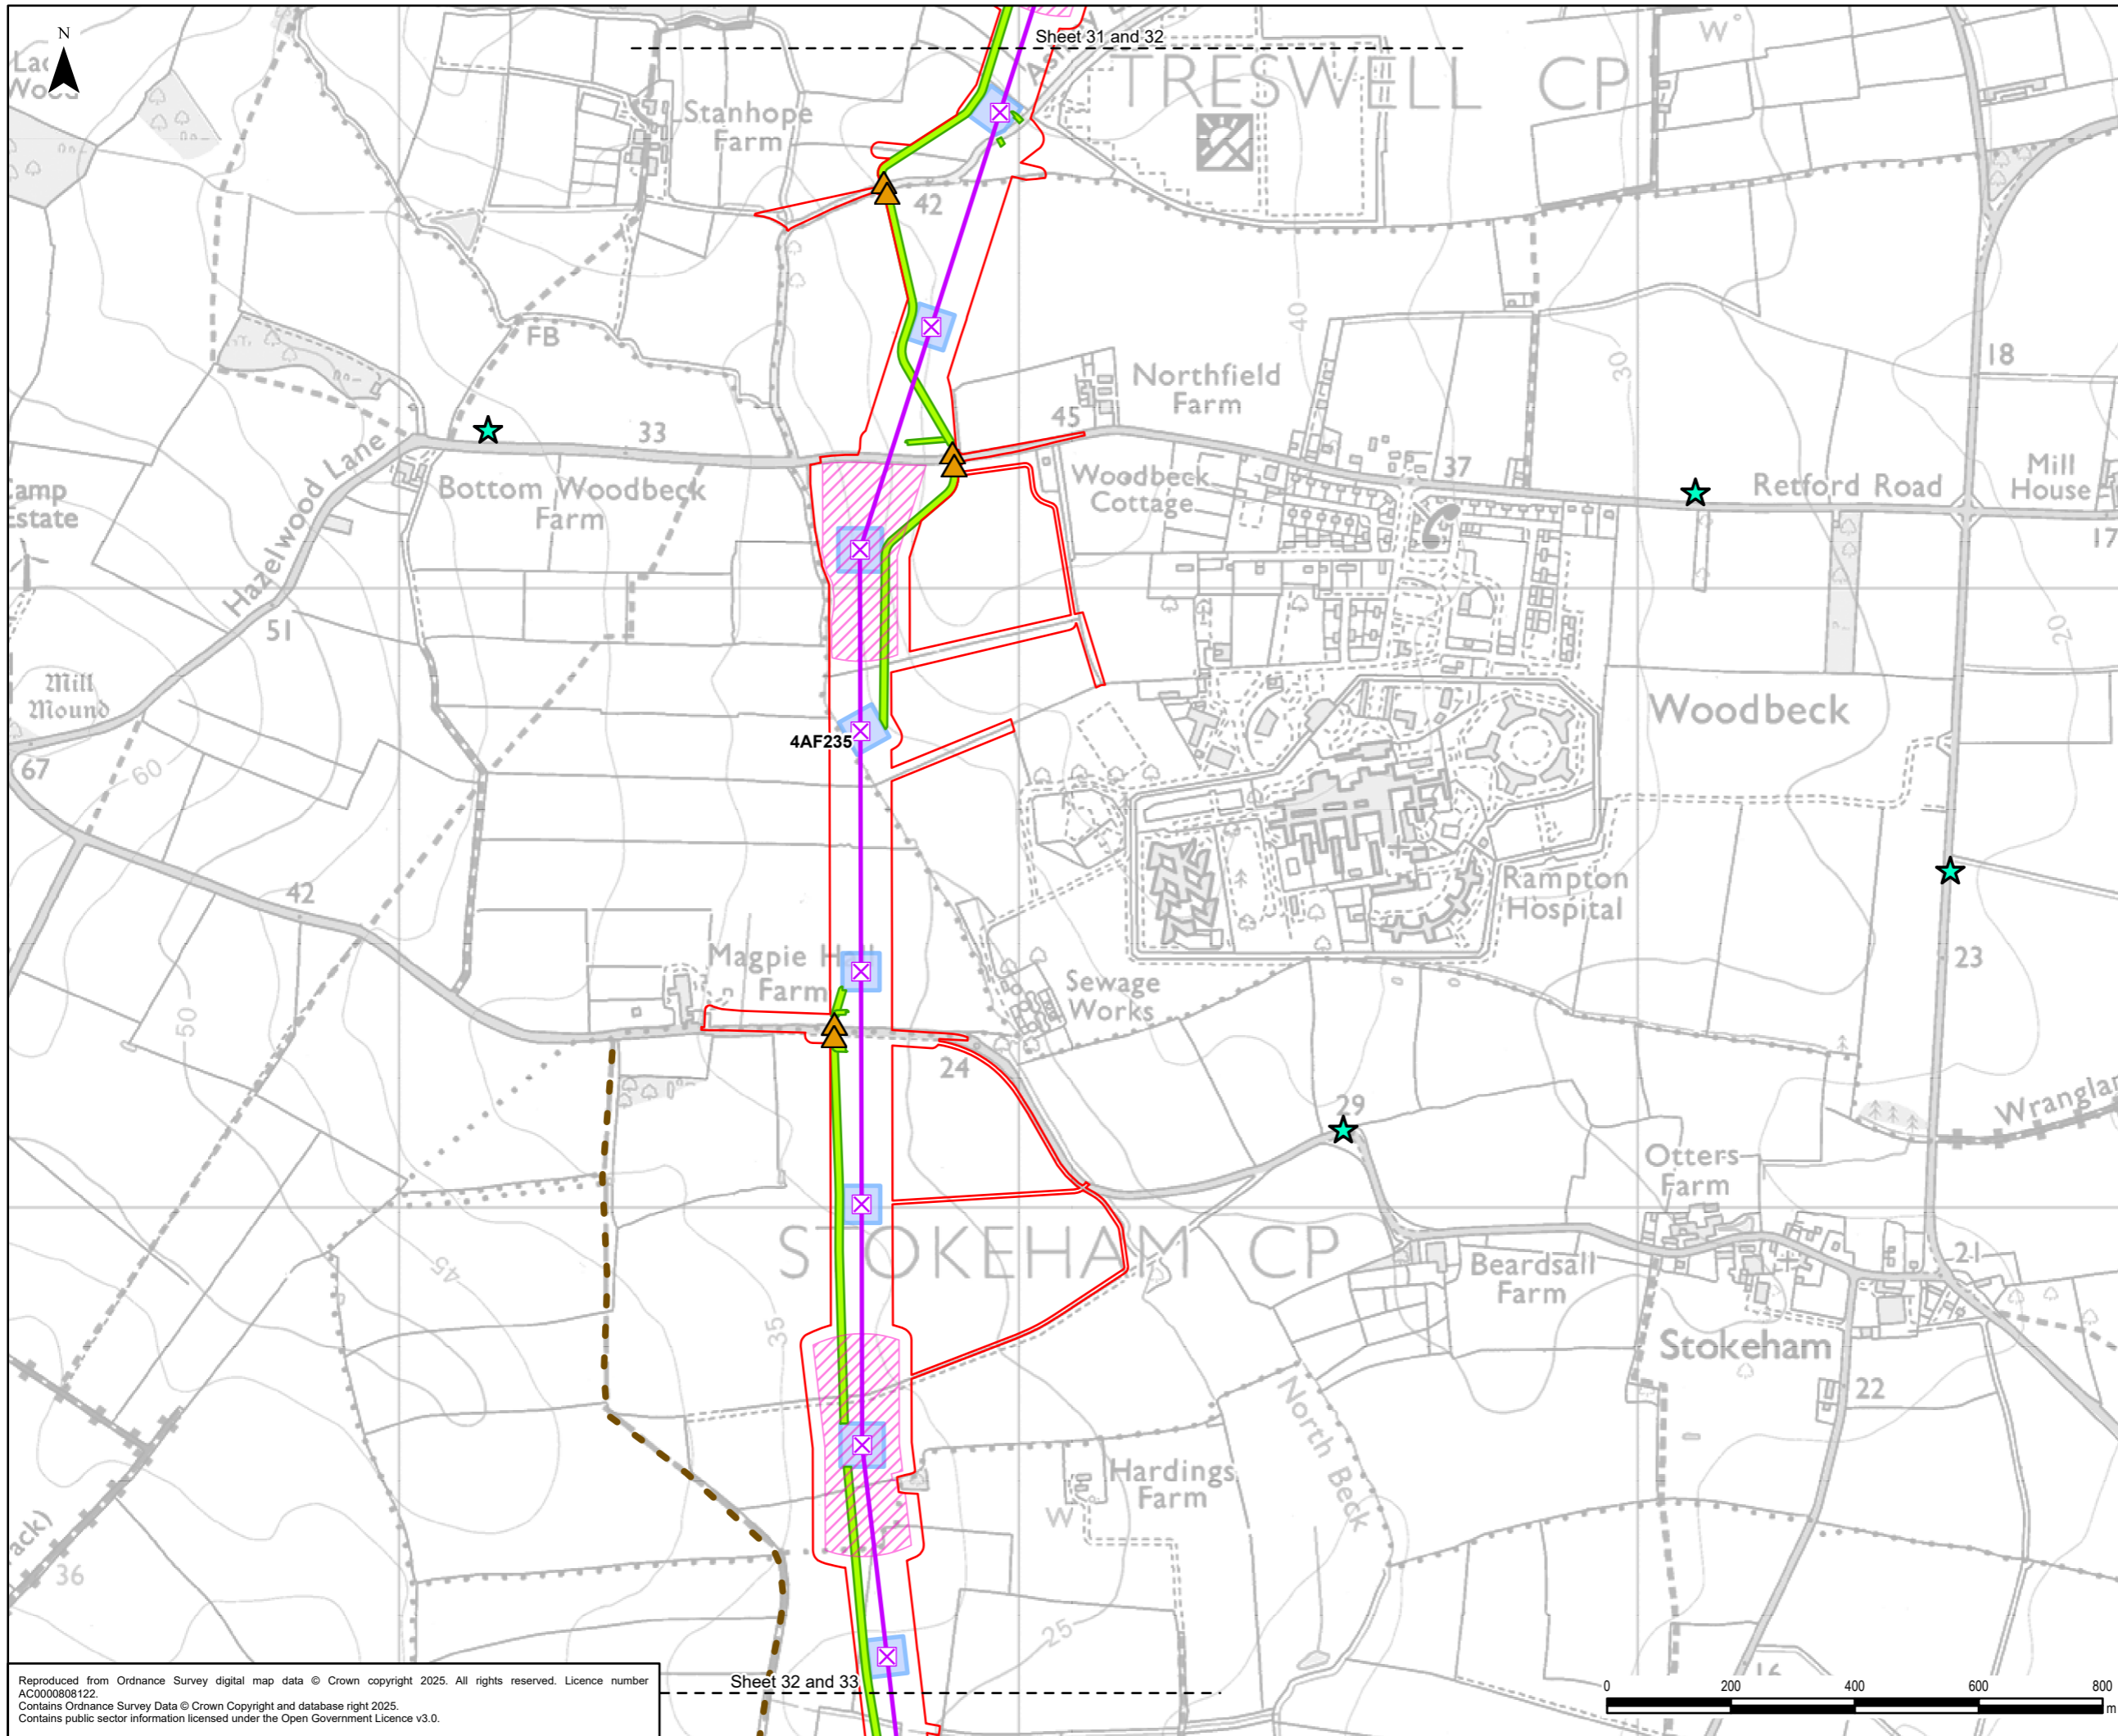 N
Sheet 31 and 32
TRESWELL CP
W
Stanhope
Farm
42
FB
40
30
18
Northfield
Farm
45
33
Hazelwood Lane
Bottom Woodbeck
Farm
Woodbeck
Cottage
37
Retford Road
Mill
House
17
51
20
Mill
Mound
67
60
4AF235
Woodbeck
42
Rampton
Hospital
23
Magpie H
Farm
Sewage
Works
50
24
29
Otters
Farm
STOKEHAM CP
45
35
Beardsall
Farm
21
Stokeham
22
North Beck
Hardings
Farm
W
36
25
16
Sheet 32 and 33
Reproduced from Ordnance Survey digital map data © Crown copyright 2025. All rights reserved. Licence number
AC0000808122.
Contains Ordnance Survey Data © Crown Copyright and database right 2025.
Contains public sector information licensed under the Open Government Licence v3.0.
0 200 400 600 800
m